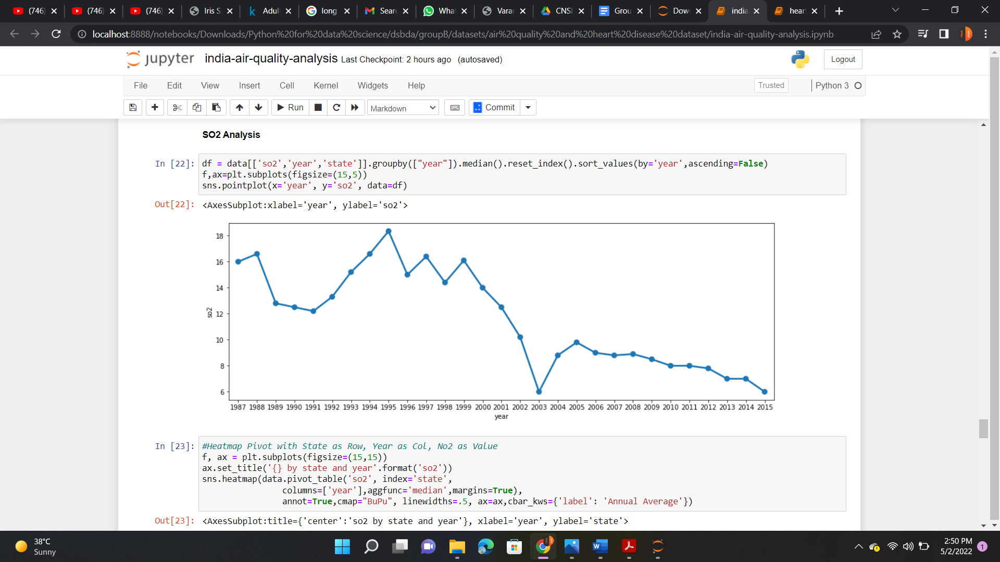 (746) (746) (746) Iris S Adul long Sear What Varac CNSL Grou Down india hear
localhost:8888/notebooks/Downloads/Python%20for%20data%20science/dsbda/groupB/datasets/air%20quality%20and%20heart%20disease%20dataset/india-air-quality-analysis.ipynb
jupyter india-air-quality-analysis Last Checkpoint: 2 hours ago (autosaved)
Logout
File Edit View Insert Cell Kernel Widgets Help
Trusted
Python 3
Run Markdown Commit
SO2 Analysis
In [22]: df = data[['so2','year','state']].groupby(["year"]).median().reset_index().sort_values(by='year',ascending=False)
f,ax=plt.subplots(figsize=(15,5))
sns.pointplot(x='year', y='so2', data=df)
Out[22]: <AxesSubplot:xlabel='year', ylabel='so2'>
18
16
14
12
10
8
6
so2
1987 1988 1989 1990 1991 1992 1993 1994 1995 1996 1997 1998 1999 2000 2001 2002 2003 2004 2005 2006 2007 2008 2009 2010 2011 2012 2013 2014 2015
year
In [23]: #Heatmap Pivot with State as Row, Year as Col, No2 as Value
f, ax = plt.subplots(figsize=(15,15))
ax.set_title('{} by state and year'.format('so2'))
sns.heatmap(data.pivot_table('so2', index='state',
columns=['year'],aggfunc='median',margins=True),
annot=True,cmap="BuPu", linewidths=.5, ax=ax,cbar_kws={'label': 'Annual Average'})
Out[23]: <AxesSubplot:title={'center':'so2 by state and year'}, xlabel='year', ylabel='state'>
38°C
Sunny
2:50 PM
5/2/2022
1